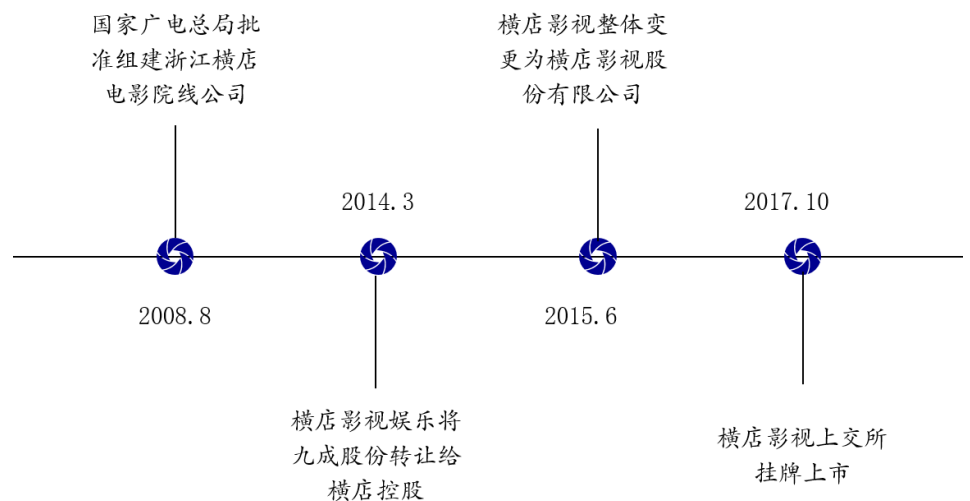 国家广电总局批
准组建浙江横店
电影院线公司
横店影视整体变
更为横店影视股
份有限公司
2014.3
2017.10
2008.8
2015.6
横店影视娱乐将
九成股份转让给
横店控股
横店影视上交所
挂牌上市